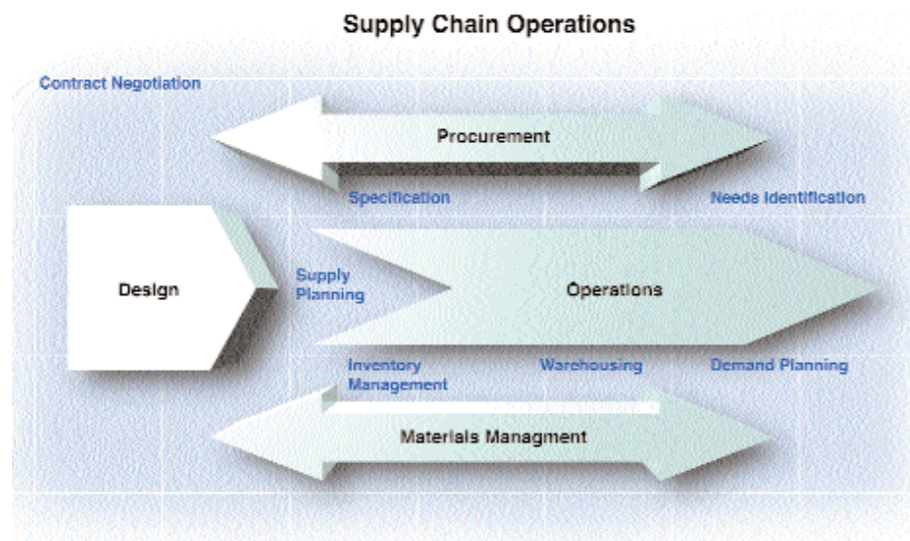 Supply Chain Operations
Contract Negotiation
Procurement
Specification
Needs Identification
Design
Supply
Planning
Operations
Inventory
Management
Warehousing
Demand Planning
Materials Managment